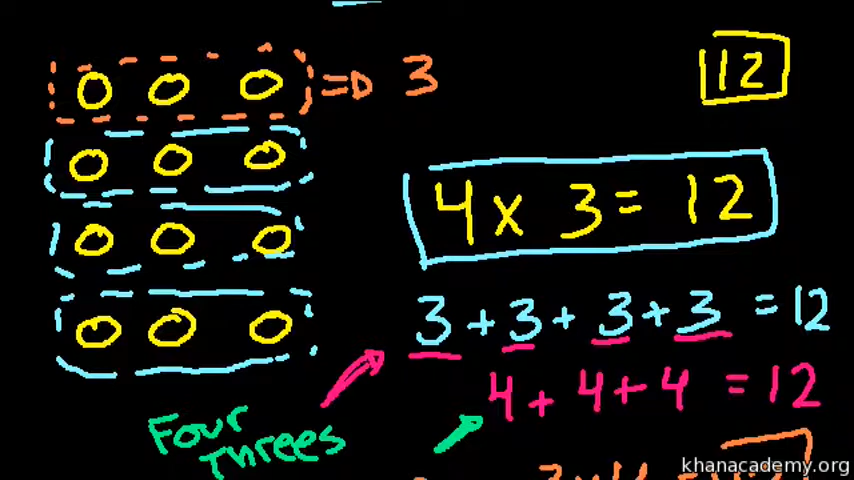 =D 3
12
4 x 3 = 12
3 + 3 + 3 + 3 = 12
4 + 4 + 4 = 12
Four
Threes
khanacademy.org